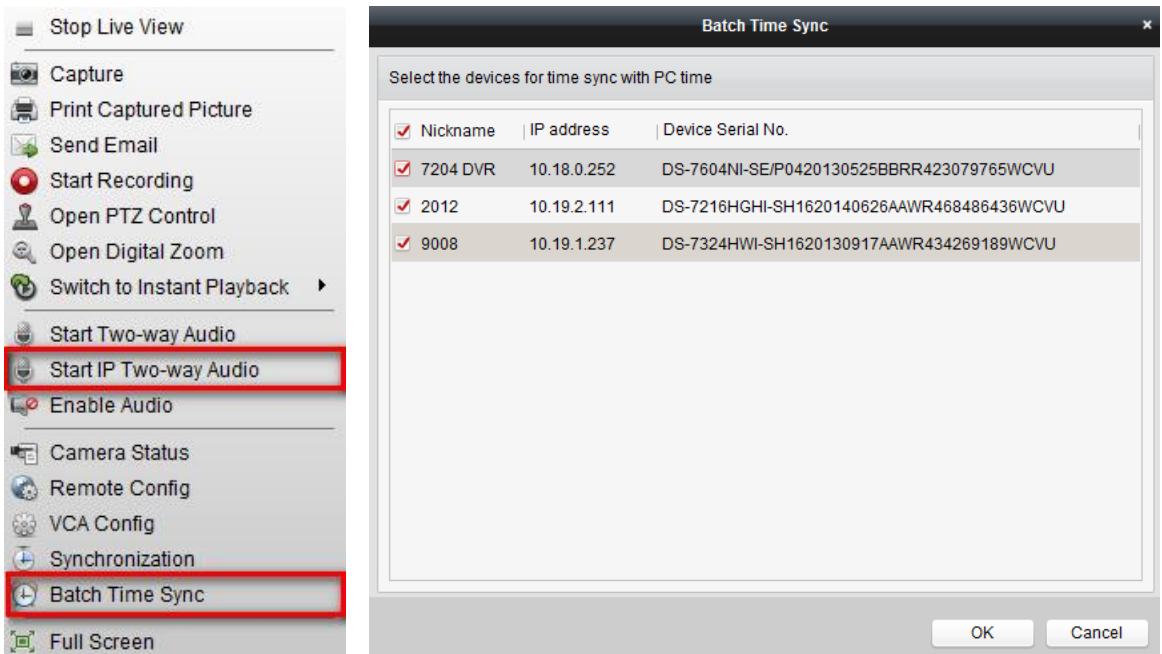 Stop Live View
Capture
Print Captured Picture
Send Email
Start Recording
Open PTZ Control
Open Digital Zoom
Switch to Instant Playback
Start Two-way Audio
Start IP Two-way Audio
Enable Audio
Camera Status
Remote Config
VCA Config
Synchronization
Batch Time Sync
Full Screen
Batch Time Sync
Select the devices for time sync with PC time
Nickname IP address Device Serial No.
7204 DVR 10.18.0.252 DS-7604NI-SE/P0420130525BBRR423079765WCVU
2012 10.19.2.111 DS-7216HGHI-SH1620140626AAWR468486436WCVU
9008 10.19.1.237 DS-7324HWI-SH1620130917AAWR434269189WCVU
OK Cancel